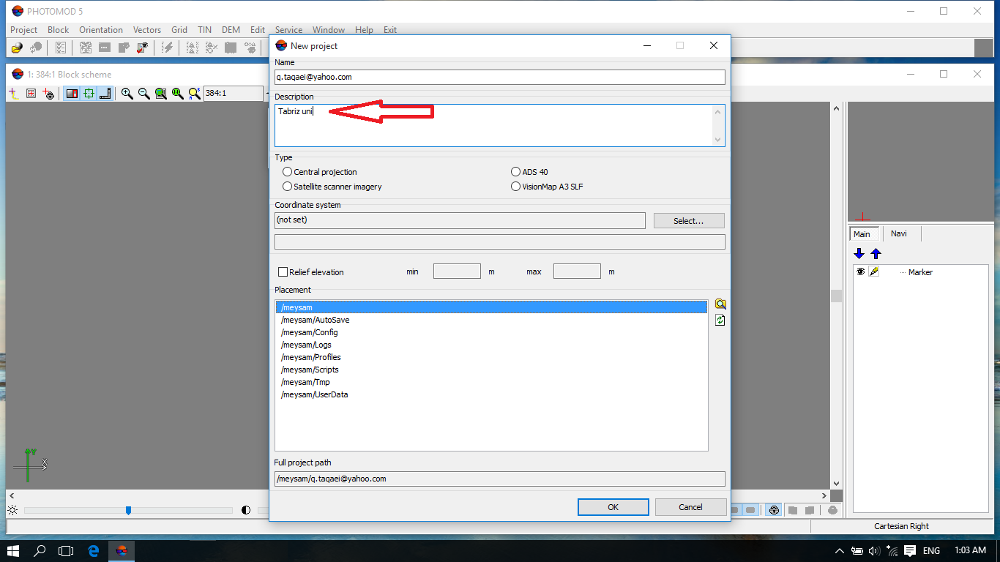 PHOTOMOD 5
Project Block Orientation Vectors Grid TIN DEM Edit Service Window Help Exit
New project
1: 384:1 Block scheme
384:1
Name
q.taqaei@yahoo.com
Description
Tabriz uni
Type
Central projection
ADS 40
Satellite scanner imagery
VisionMap A3 SLF
Coordinate system
(not set)
Select...
Relief elevation min m max m
Placement
/meysam
/meysam/AutoSave
/meysam/Config
/meysam/Logs
/meysam/Profiles
/meysam/Scripts
/meysam/Tmp
/meysam/UserData
Full project path
/meysam/q.taqaei@yahoo.com
OK Cancel
Main Navi
Marker
Y
X
Cartesian Right
ENG 1:03 AM